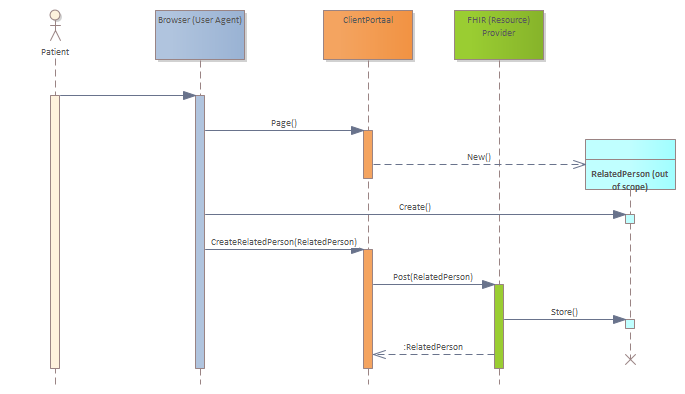 Browser (User Agent)
ClientPortaal
FHIR (Resource)
Provider
Patient
Page()
New()
RelatedPerson (out
of scope)
Create()
CreateRelatedPerson(RelatedPerson)
Post(RelatedPerson)
Store()
:RelatedPerson